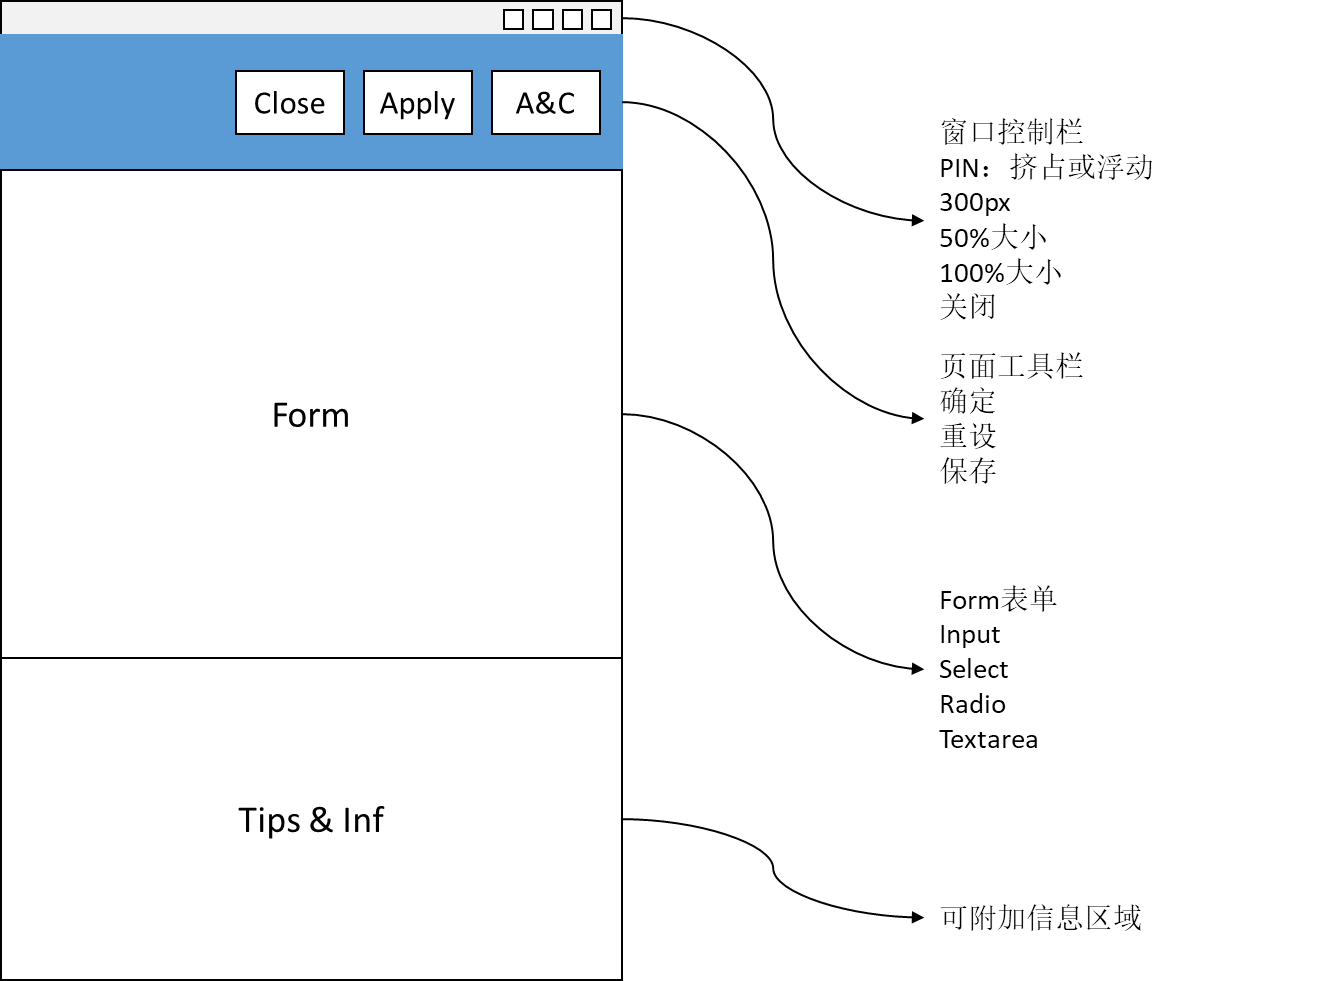 Close Apply A&C
窗口控制栏
PIN：挤占或浮动
300px
50%大小
100%大小
关闭
页面工具栏
确定
重设
保存
Form
Form表单
Input
Select
Radio
Textarea
Tips & Inf
可附加信息区域